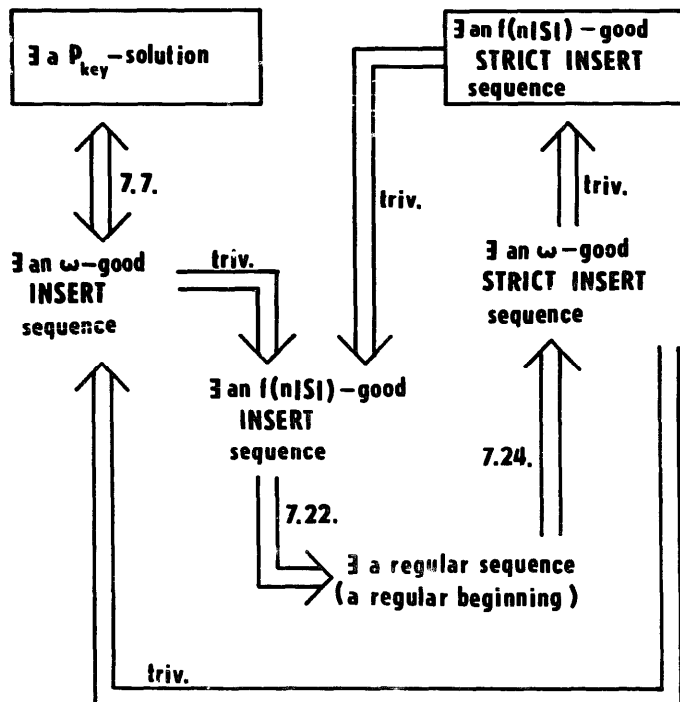 ∃ a P_key-solution
∃ an f(n|S|)-good
STRICT INSERT
sequence
7.7.
triv.
triv.
triv.
∃ an ω-good
INSERT
sequence
∃ an ω-good
STRICT INSERT
sequence
∃ an f(n|S|)-good
INSERT
sequence
7.24.
7.22.
∃ a regular sequence
(a regular beginning)
triv.